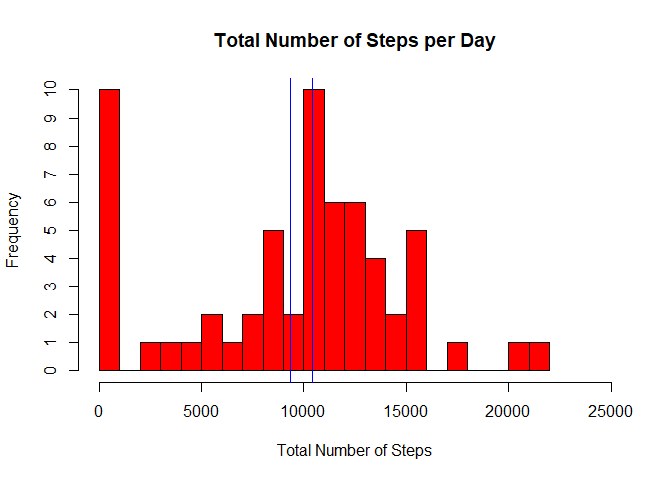 Total Number of Steps per Day
Frequency
10
9
8
7
6
5
4
3
2
1
0
0 5000 10000 15000 20000 25000
Total Number of Steps